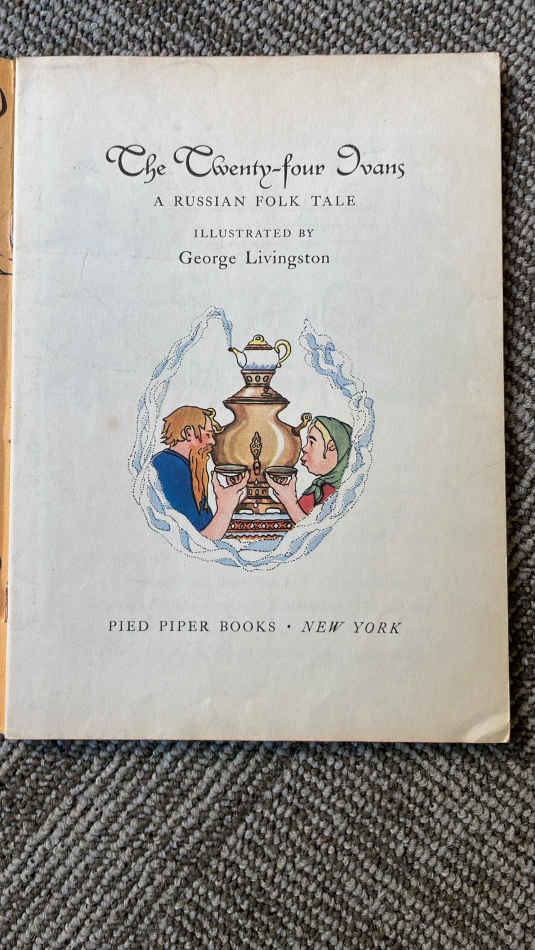 The Twenty-four Ivans
A RUSSIAN FOLK TALE
ILLUSTRATED BY
George Livingston
PIED PIPER BOOKS · NEW YORK